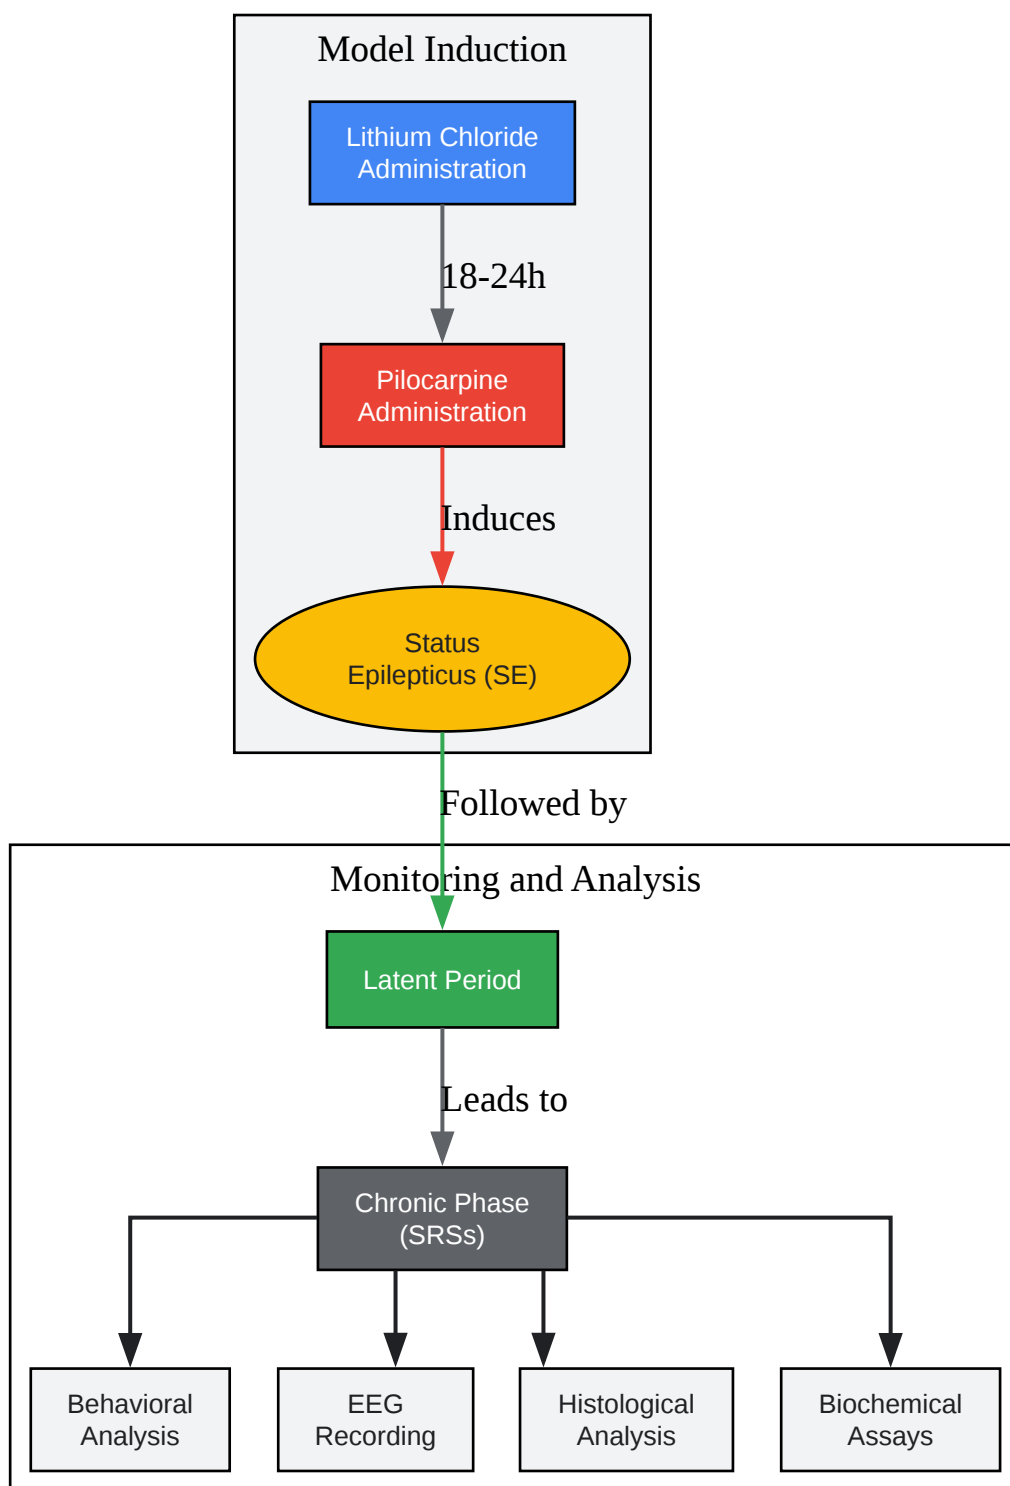 Model Induction
Lithium Chloride
Administration
18-24h
Pilocarpine
Administration
Induces
Status
Epilepticus (SE)
Followed by
Monitoring and Analysis
Latent Period
Leads to
Chronic Phase
(SRSs)
Behavioral
Analysis
EEG
Recording
Histological
Analysis
Biochemical
Assays